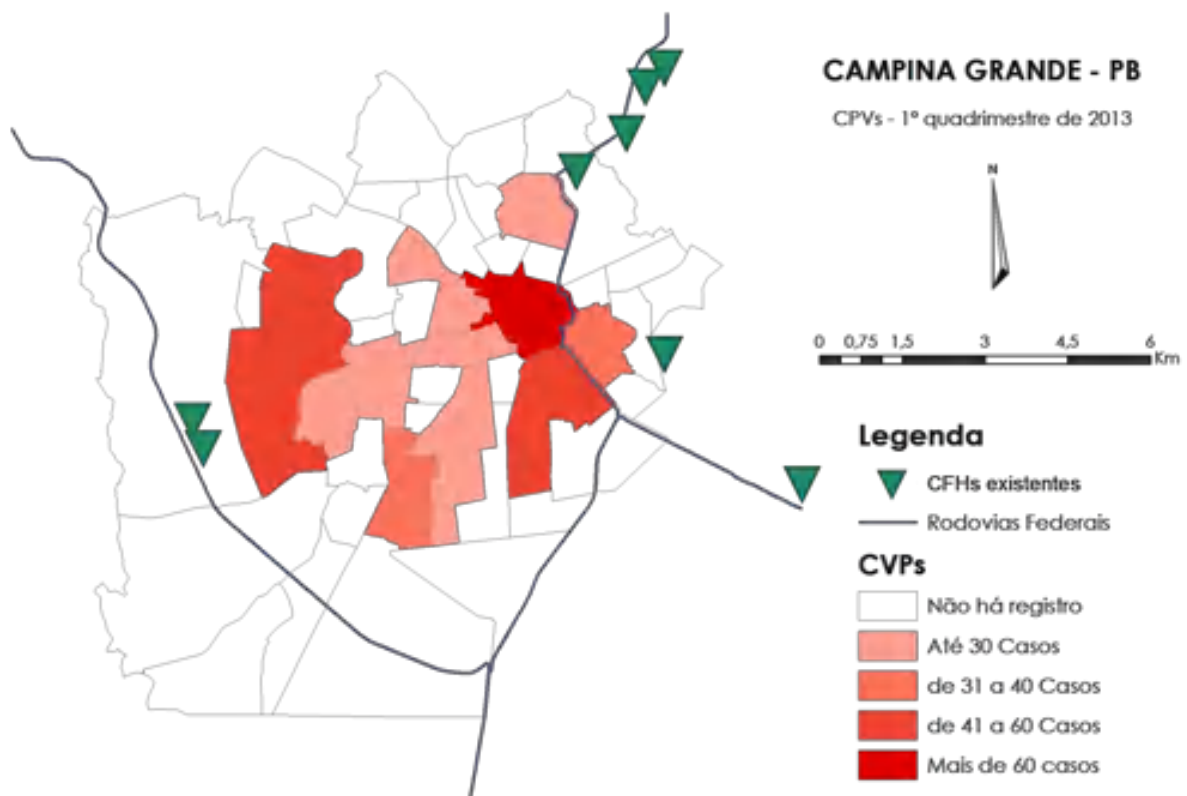 CAMPINA GRANDE - PB
CPVs - 1º quadrimestre de 2013
N
0 0,75 1,5 3 4,5 6
Km
Legenda
CFHs existentes
Rodovias Federais
CVPs
Não há registro
Até 30 Casos
de 31 a 40 Casos
de 41 a 60 Casos
Mais de 60 casos